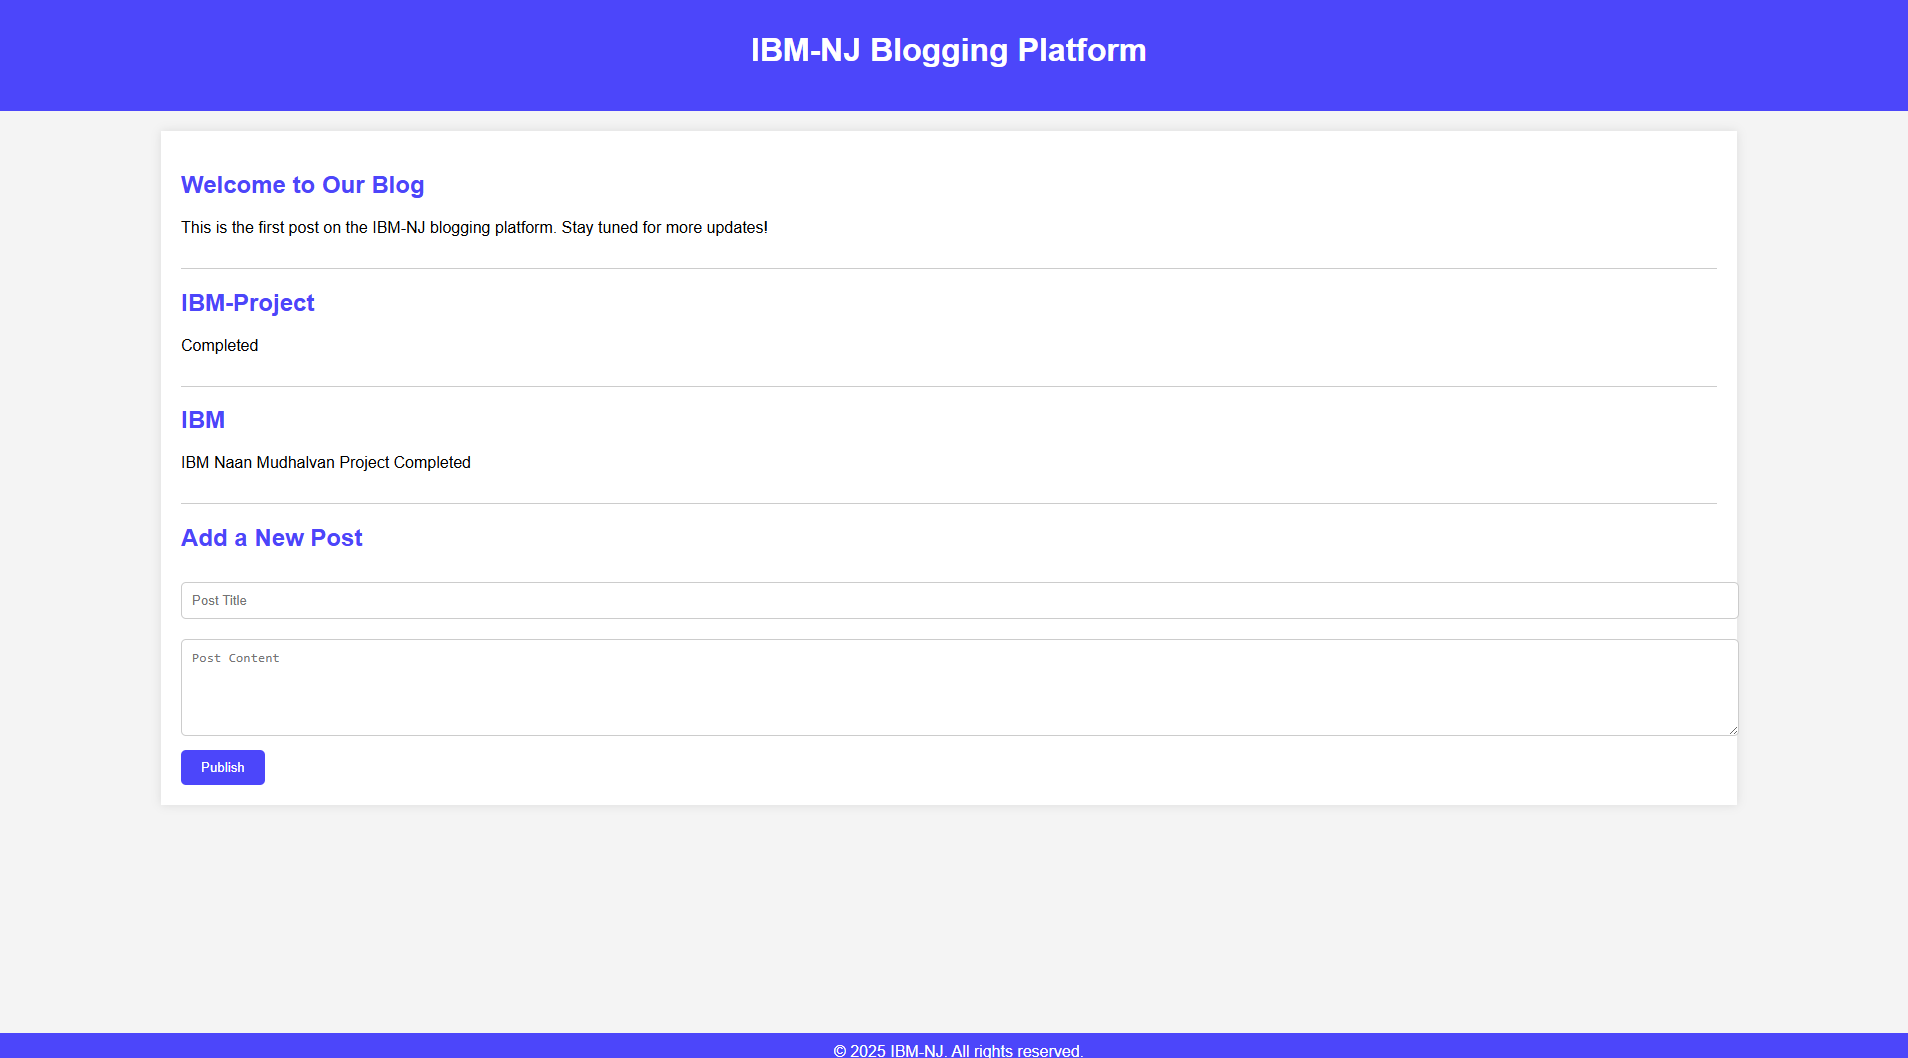 IBM-NJ Blogging Platform
Welcome to Our Blog
This is the first post on the IBM-NJ blogging platform. Stay tuned for more updates!
IBM-Project
Completed
IBM
IBM Naan Mudhalvan Project Completed
Add a New Post
Post Title
Post Content
Publish
© 2025 IBM-NJ. All rights reserved.